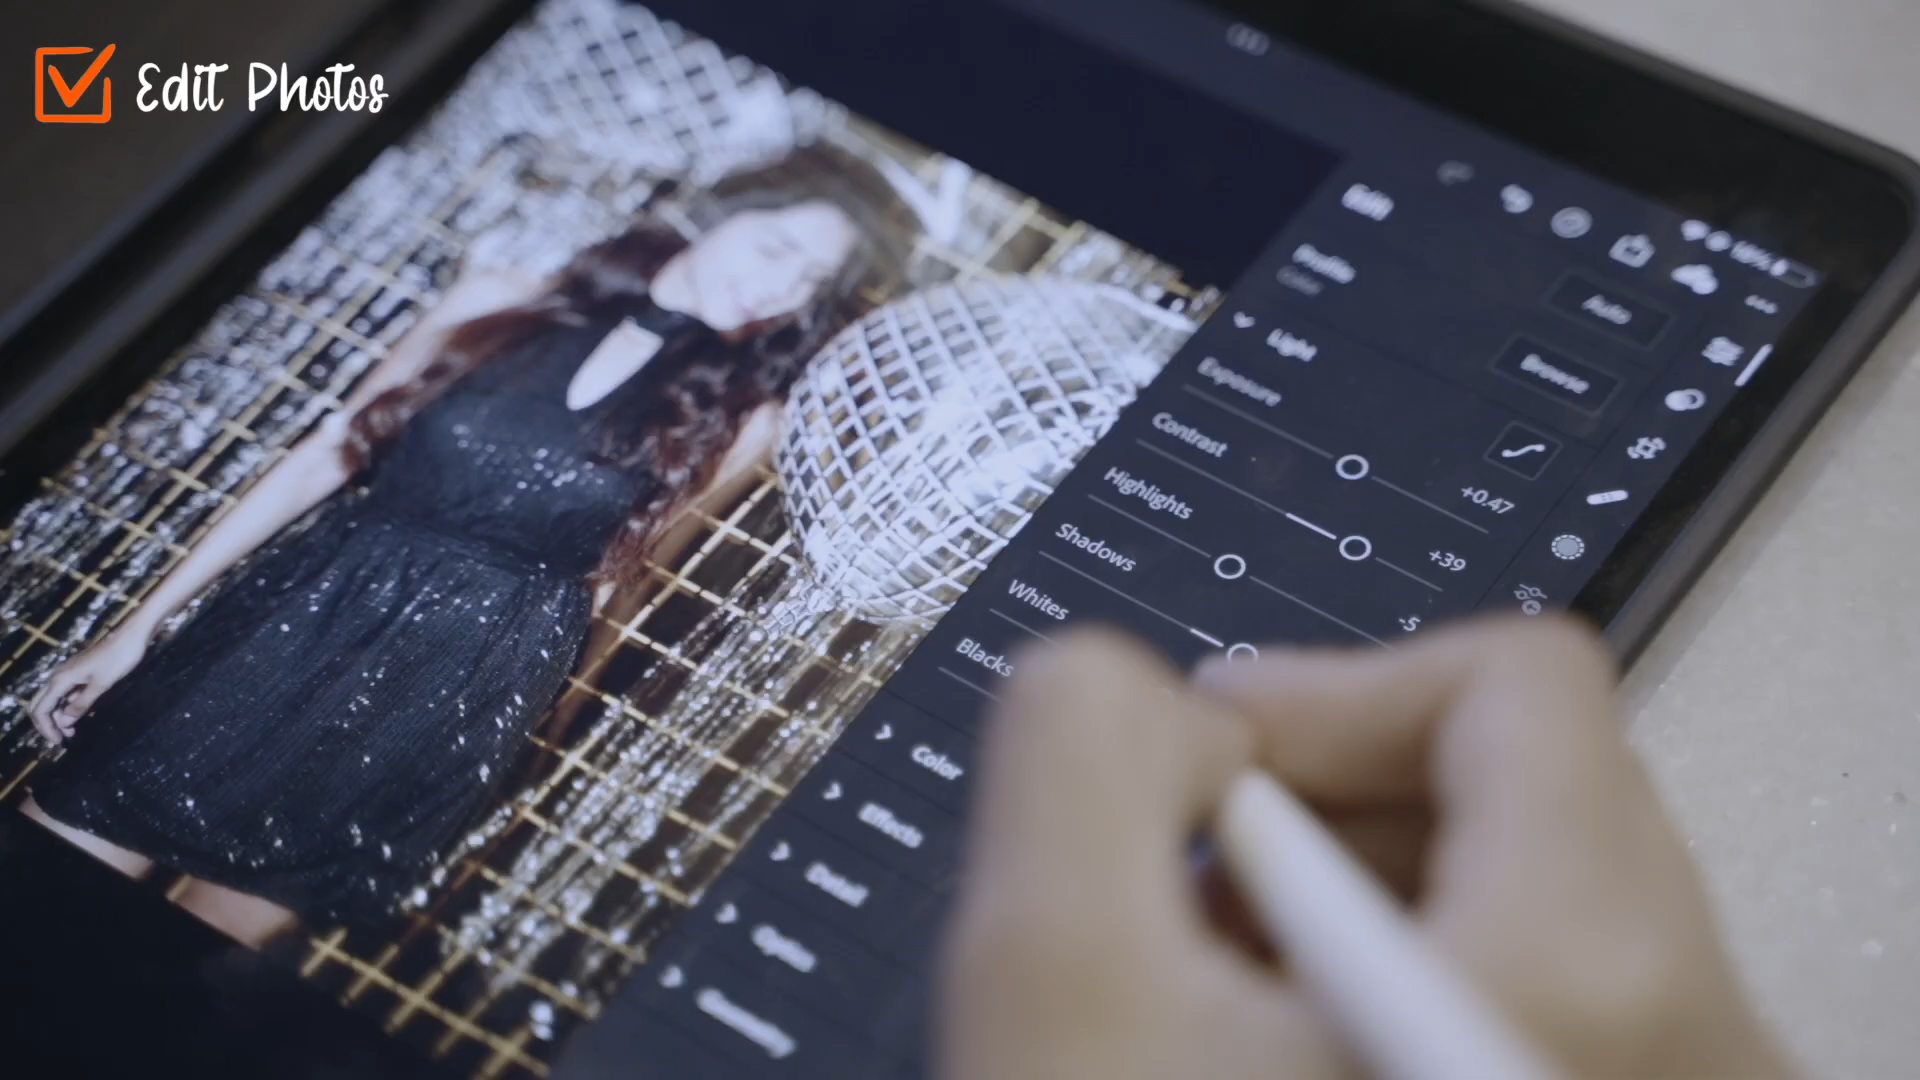 Edit Photos
Edit
Profile
Color
Auto
Browse
Light
Exposure
+0.47
Contrast
+39
Highlights
-5
Shadows
Whites
Blacks
Color
Effects
Detail
Optics
Geometry